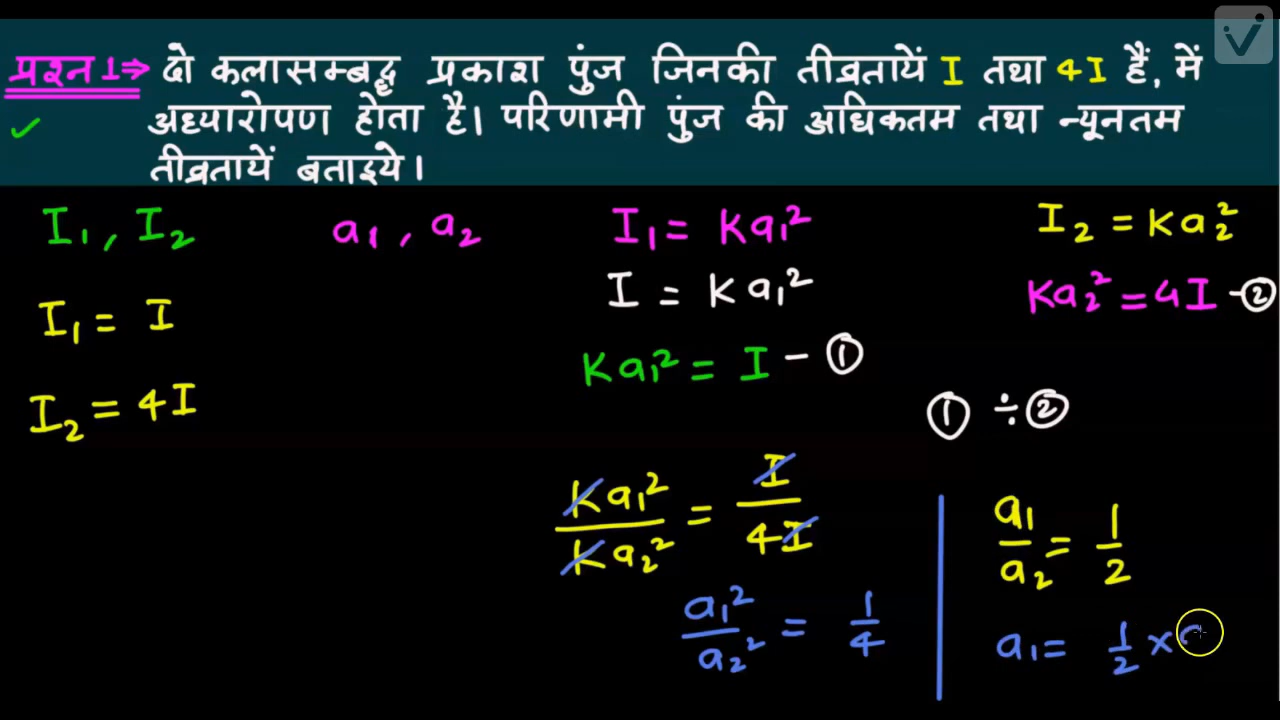 प्रश्न 1⇒ दो कलासम्बद्ध प्रकाश पुंज जिनकी तीव्रतायें I तथा 4I हैं, में
अध्यारोपण होता है। परिणामी पुंज की अधिकतम तथा न्यूनतम
तीव्रतायें बताइये।
I₁, I₂
I₁ = I
I₂ = 4I
a₁, a₂
I₁ = Ka₁²
I = Ka₁²
Ka₁² = I – ①
I₂ = Ka₂²
Ka₂² = 4I – ②
① ÷ ②
Ka₁²/Ka₂² = I/4I
a₁²/a₂² = 1/4
a₁/a₂ = 1/2
a₁ = 1/2 ×